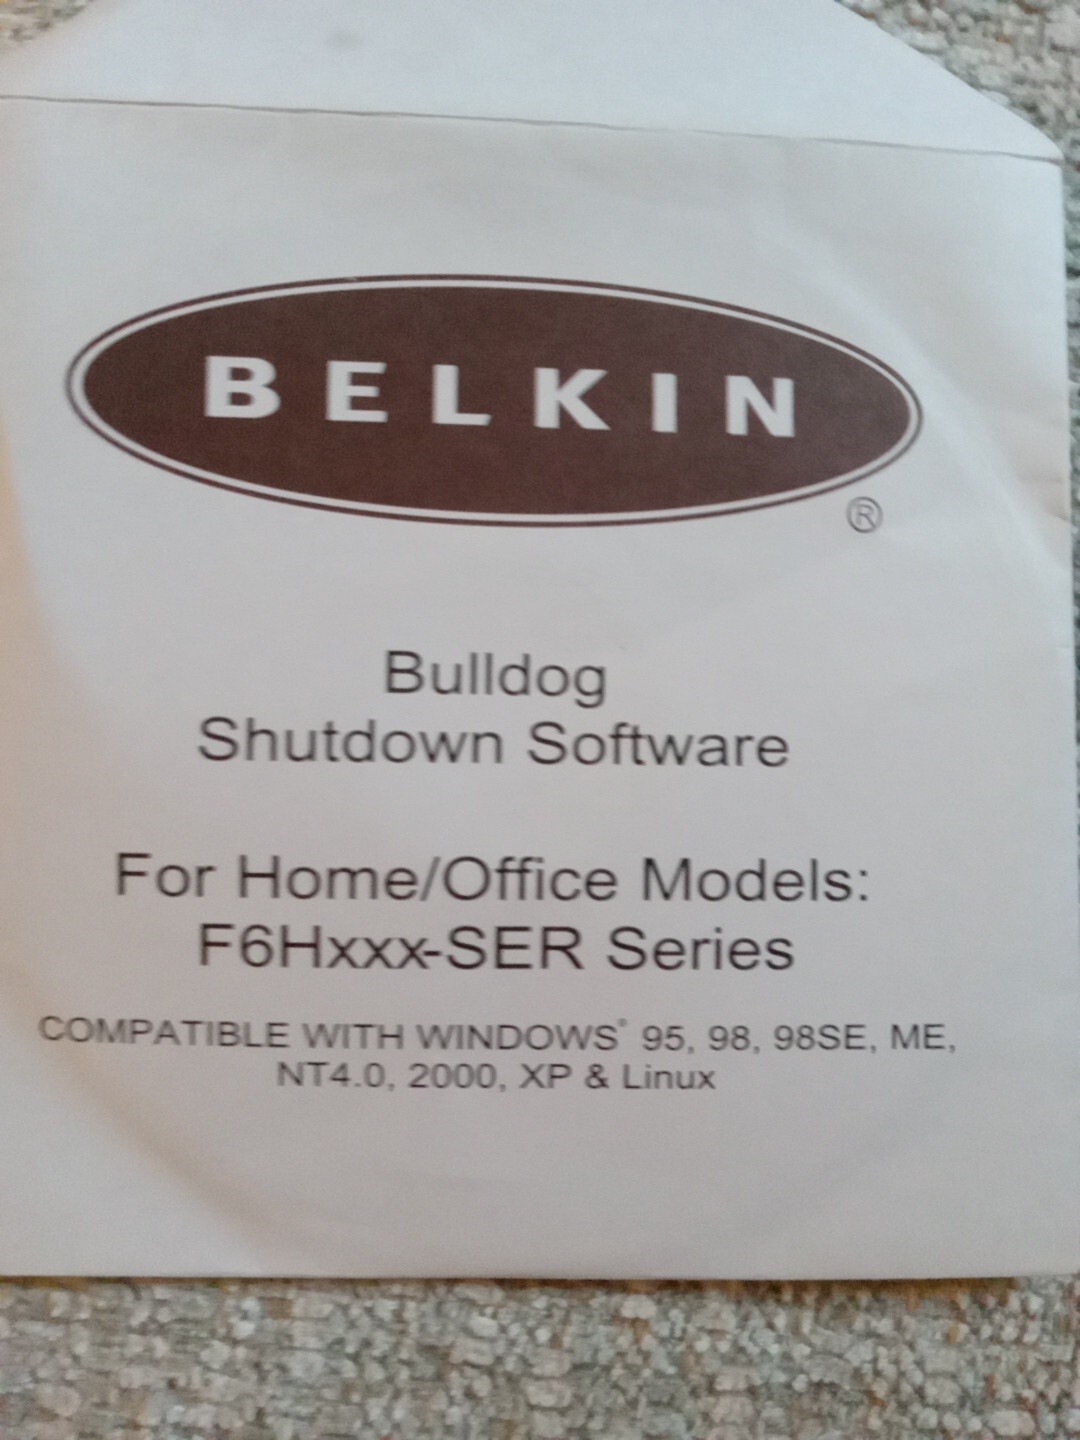 BELKIN
®
Bulldog
Shutdown Software
For Home/Office Models:
F6Hxxx-SER Series
COMPATIBLE WITH WINDOWS® 95, 98, 98SE, ME,
NT4.0, 2000, XP & Linux